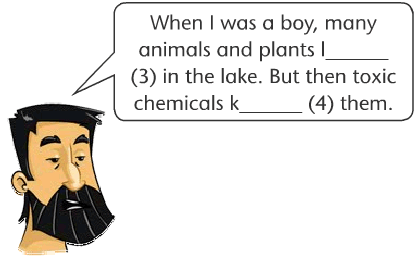 When I was a boy, many
animals and plants l______
(3) in the lake. But then toxic
chemicals k______ (4) them.